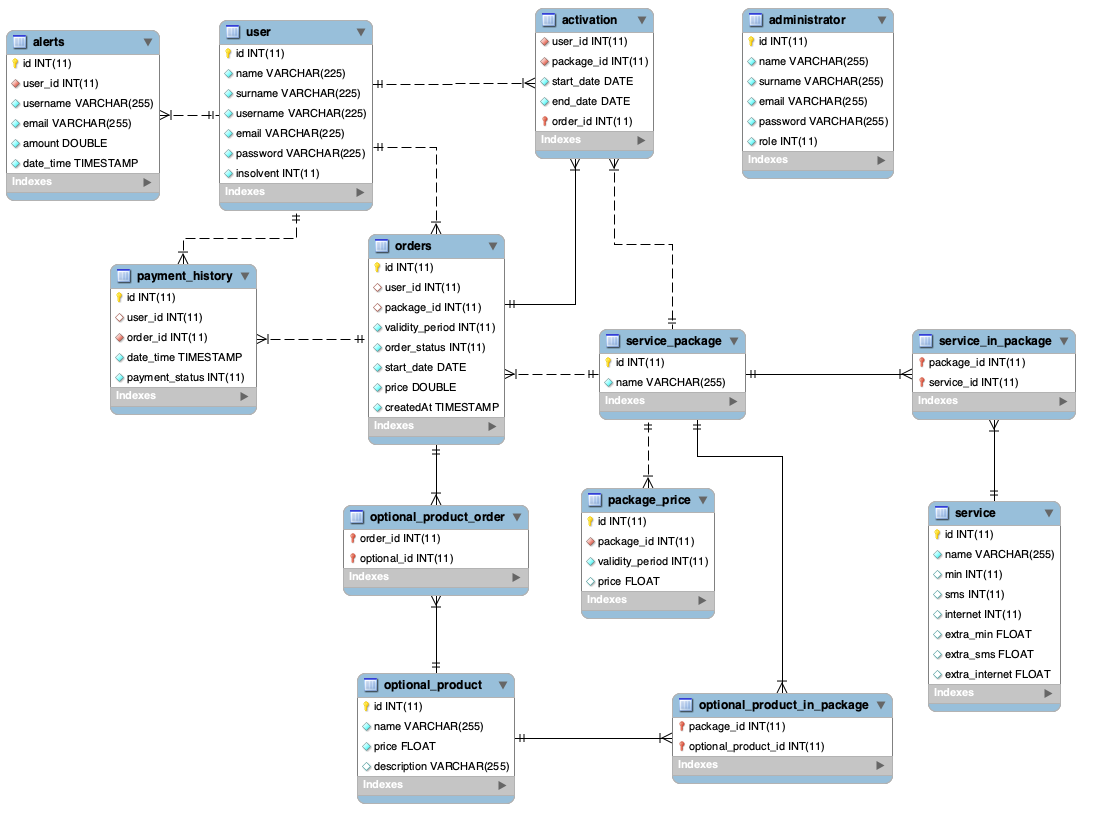 alerts
id INT(11)
user_id INT(11)
username VARCHAR(255)
email VARCHAR(255)
amount DOUBLE
date_time TIMESTAMP
Indexes
user
id INT(11)
name VARCHAR(225)
surname VARCHAR(225)
username VARCHAR(225)
email VARCHAR(225)
password VARCHAR(225)
insolvent INT(11)
Indexes
activation
user_id INT(11)
package_id INT(11)
start_date DATE
end_date DATE
order_id INT(11)
Indexes
administrator
id INT(11)
name VARCHAR(255)
surname VARCHAR(255)
email VARCHAR(255)
password VARCHAR(255)
role INT(11)
Indexes
payment_history
id INT(11)
user_id INT(11)
order_id INT(11)
date_time TIMESTAMP
payment_status INT(11)
Indexes
orders
id INT(11)
user_id INT(11)
package_id INT(11)
validity_period INT(11)
order_status INT(11)
start_date DATE
price DOUBLE
createdAt TIMESTAMP
Indexes
service_package
id INT(11)
name VARCHAR(255)
Indexes
service_in_package
package_id INT(11)
service_id INT(11)
Indexes
optional_product_order
order_id INT(11)
optional_id INT(11)
Indexes
package_price
id INT(11)
package_id INT(11)
validity_period INT(11)
price FLOAT
Indexes
service
id INT(11)
name VARCHAR(255)
min INT(11)
sms INT(11)
internet INT(11)
extra_min FLOAT
extra_sms FLOAT
extra_internet FLOAT
Indexes
optional_product
id INT(11)
name VARCHAR(255)
price FLOAT
description VARCHAR(255)
Indexes
optional_product_in_package
package_id INT(11)
optional_product_id INT(11)
Indexes